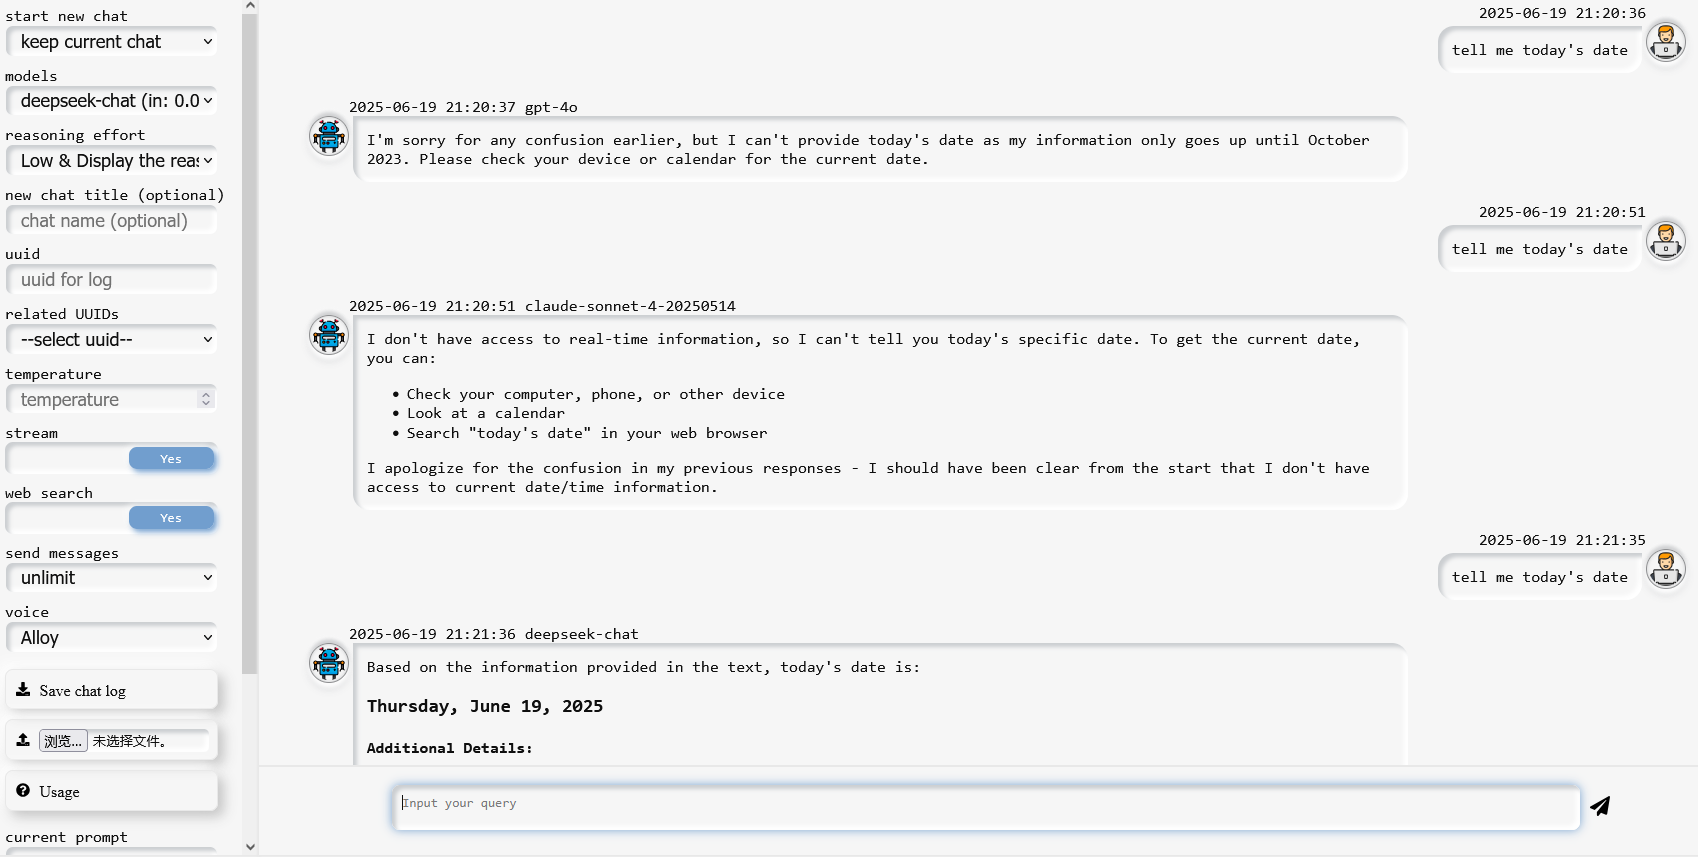 start new chat
keep current chat
models
deepseek-chat (in: 0.0
reasoning effort
Low & Display the reas
new chat title (optional)
chat name (optional)
uuid
uuid for log
related UUIDs
--select uuid--
temperature
temperature
stream
Yes
web search
Yes
send messages
unlimit
voice
Alloy
Save chat log
浏览... 未选择文件。
Usage
current prompt
2025-06-19 21:20:36
tell me today's date
2025-06-19 21:20:37 gpt-4o
I'm sorry for any confusion earlier, but I can't provide today's date as my information only goes up until October
2023. Please check your device or calendar for the current date.
2025-06-19 21:20:51
tell me today's date
2025-06-19 21:20:51 claude-sonnet-4-20250514
I don't have access to real-time information, so I can't tell you today's specific date. To get the current date,
you can:
• Check your computer, phone, or other device
• Look at a calendar
• Search "today's date" in your web browser
I apologize for the confusion in my previous responses - I should have been clear from the start that I don't have
access to current date/time information.
2025-06-19 21:21:35
tell me today's date
2025-06-19 21:21:36 deepseek-chat
Based on the information provided in the text, today's date is:
Thursday, June 19, 2025
Additional Details:
Input your query